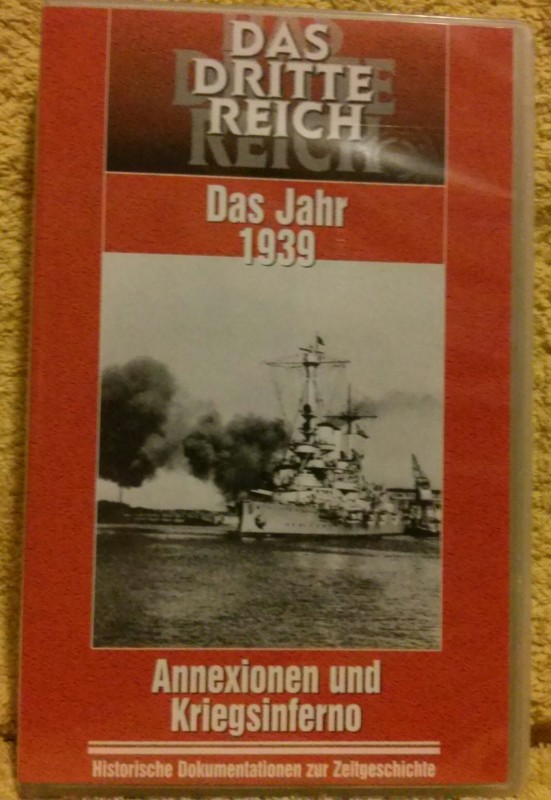 DAS
DRITTE
REICH
Das Jahr
1939
Annexionen und
Kriegsinferno
Historische Dokumentationen zur Zeitgeschichte